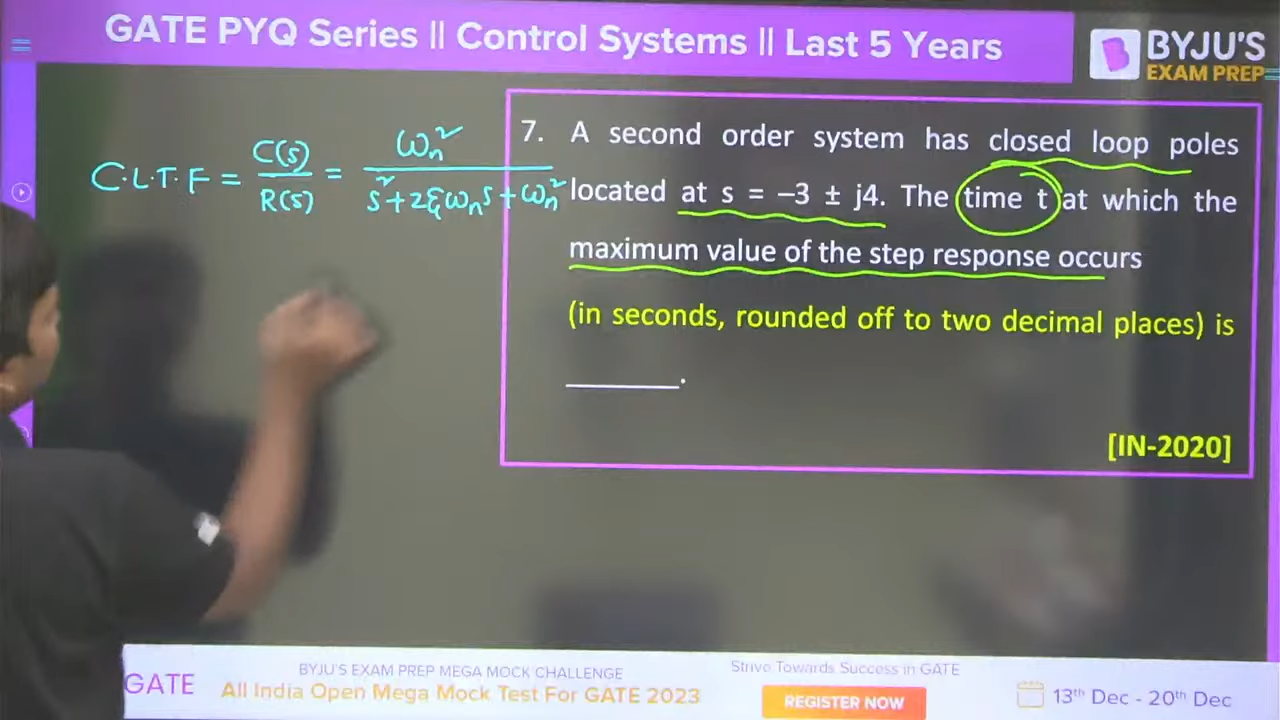 GATE PYQ Series || Control Systems || Last 5 Years
BYJU'S
EXAM PREP
C.L.T.F = C(s)/R(s) = ωn²/(s²+2ξωns+ωn²)
7. A second order system has closed loop poles
located at s = –3 ± j4. The time t at which the
maximum value of the step response occurs
(in seconds, rounded off to two decimal places) is
________.
[IN-2020]
GATE
BYJU'S EXAM PREP MEGA MOCK CHALLENGE
All India Open Mega Mock Test For GATE 2023
Strive Towards Success in GATE
REGISTER NOW
13th Dec - 20th Dec